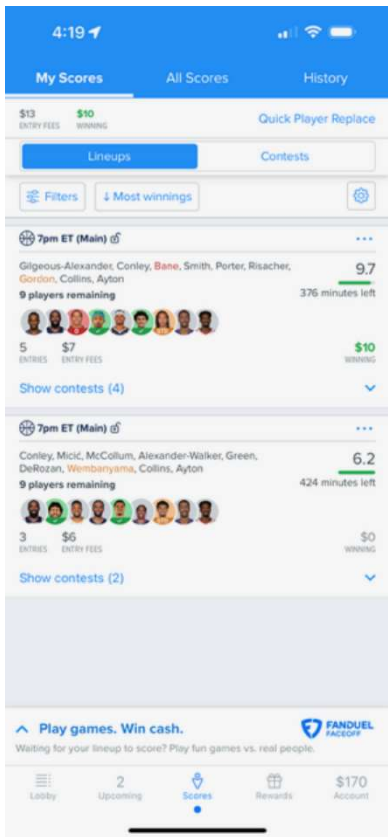 4:19
My Scores All Scores History
$13 $10
ENTRY FEES WINNING
Quick Player Replace
Lineups Contests
Filters ↓ Most winnings
7pm ET (Main)
Gilgeous-Alexander, Conley, Bane, Smith, Porter, Risacher,
Gordon, Collins, Ayton
9.7
9 players remaining
376 minutes left
5 $7 $10
ENTRIES ENTRY FEES WINNING
Show contests (4)
7pm ET (Main)
Conley, Micić, McCollum, Alexander-Walker, Green,
DeRozan, Wembanyama, Collins, Ayton
6.2
9 players remaining
424 minutes left
3 $6 $0
ENTRIES ENTRY FEES WINNING
Show contests (2)
Play games. Win cash.
FANDUEL
FACEOFF
Waiting for your lineup to score? Play fun games vs. real people.
2 $170
Lobby Upcoming Scores Rewards Account